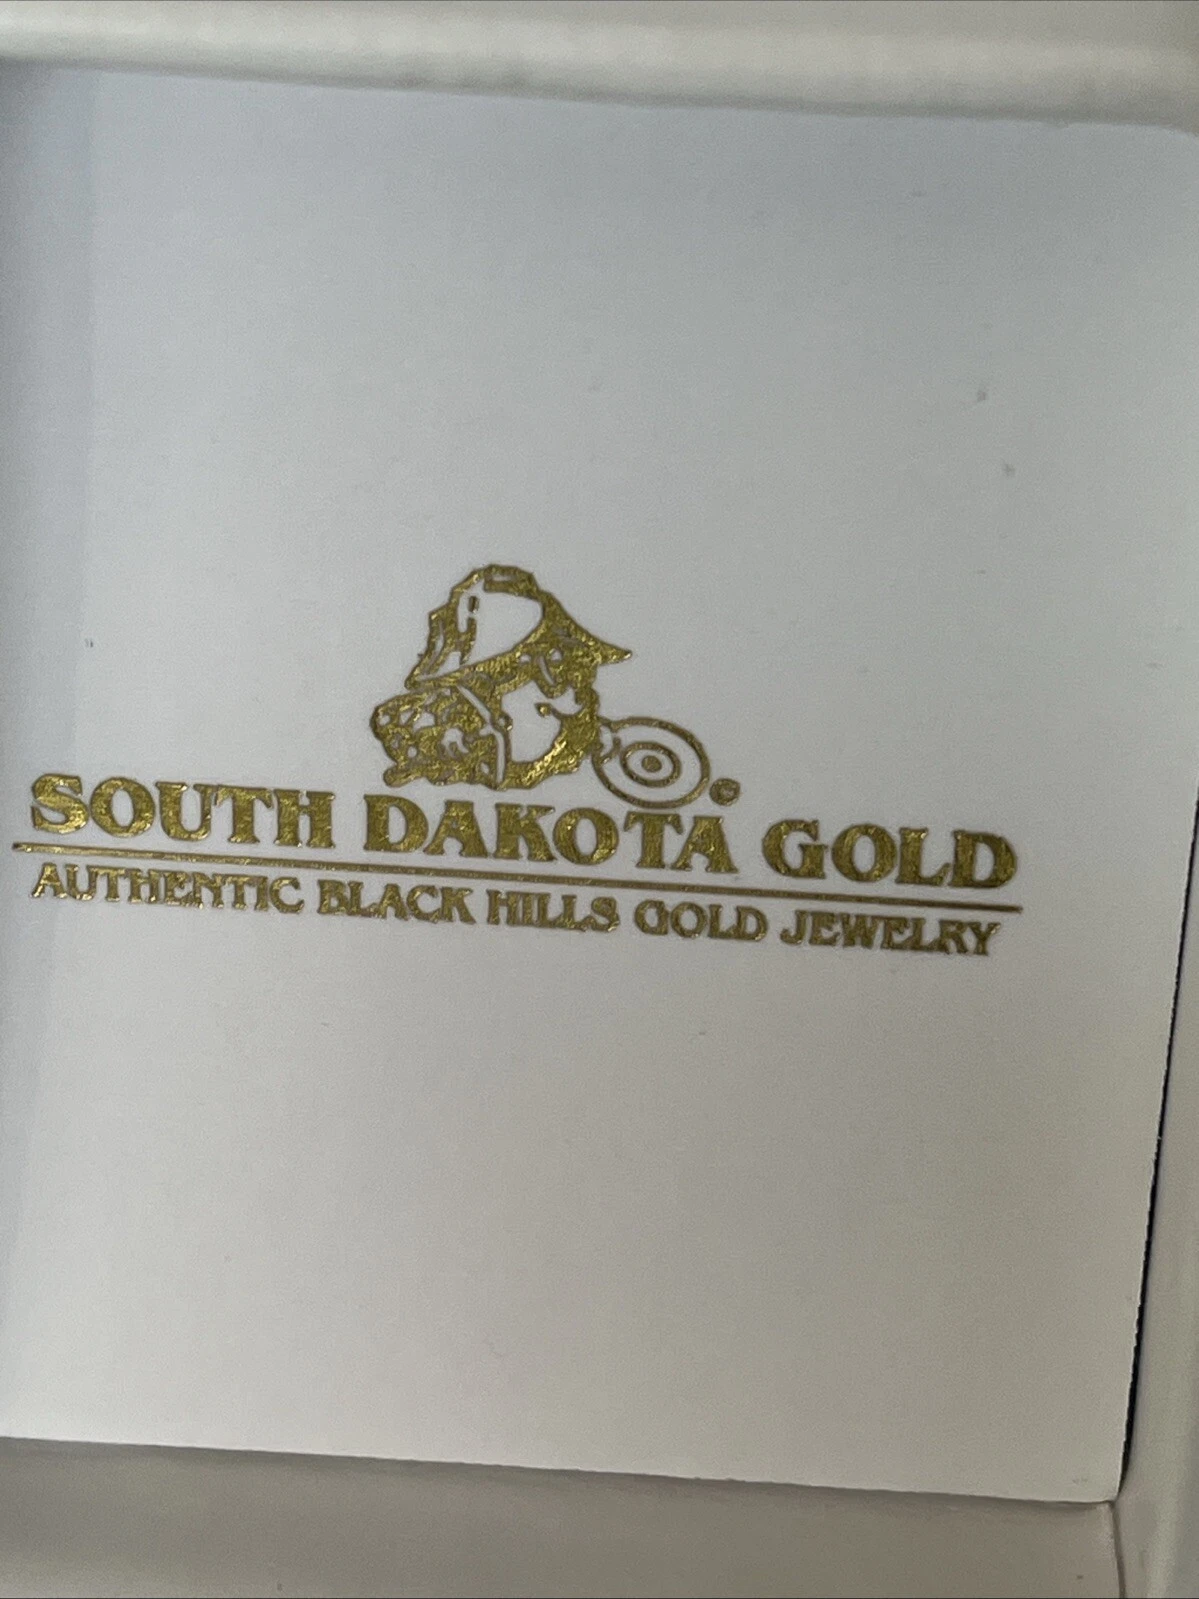 SOUTH DAKOTA GOLD
AUTHENTIC BLACK HILLS GOLD JEWELRY